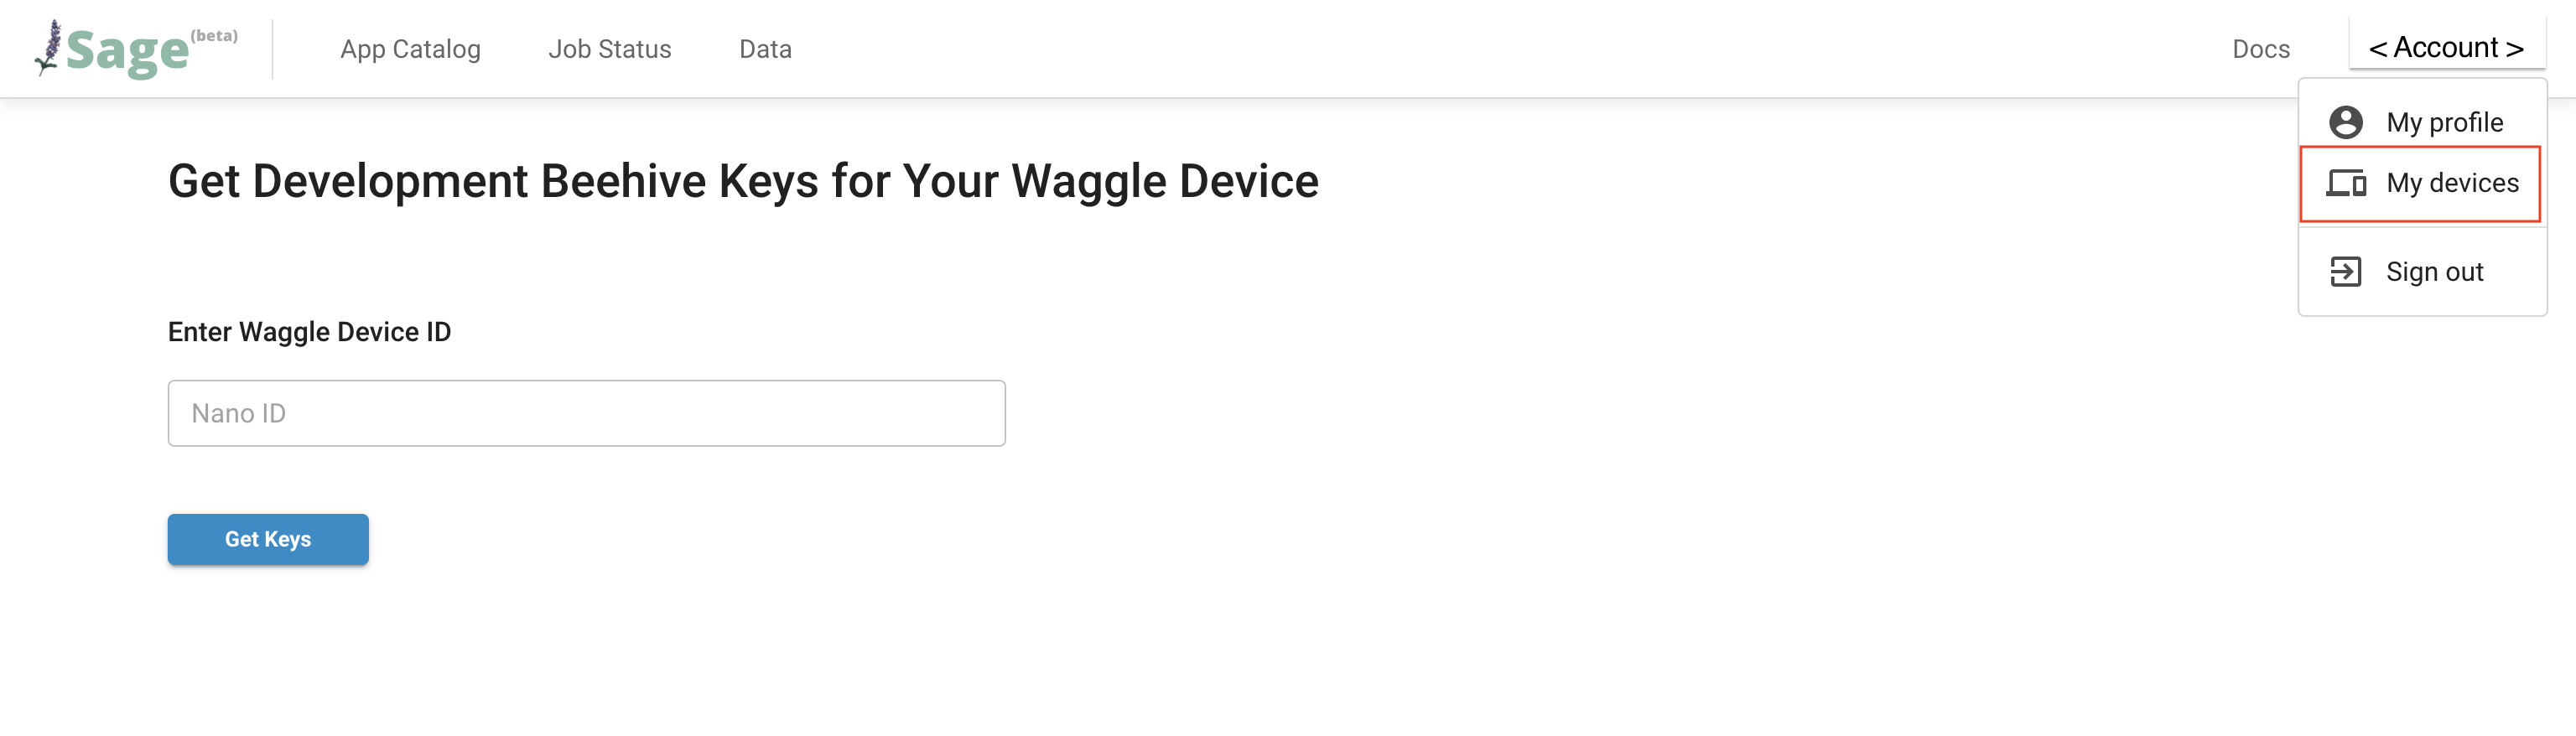 Sage (beta)
App Catalog
Job Status
Data
Docs
< Account >
My profile
My devices
Sign out
Get Development Beehive Keys for Your Waggle Device
Enter Waggle Device ID
Nano ID
Get Keys